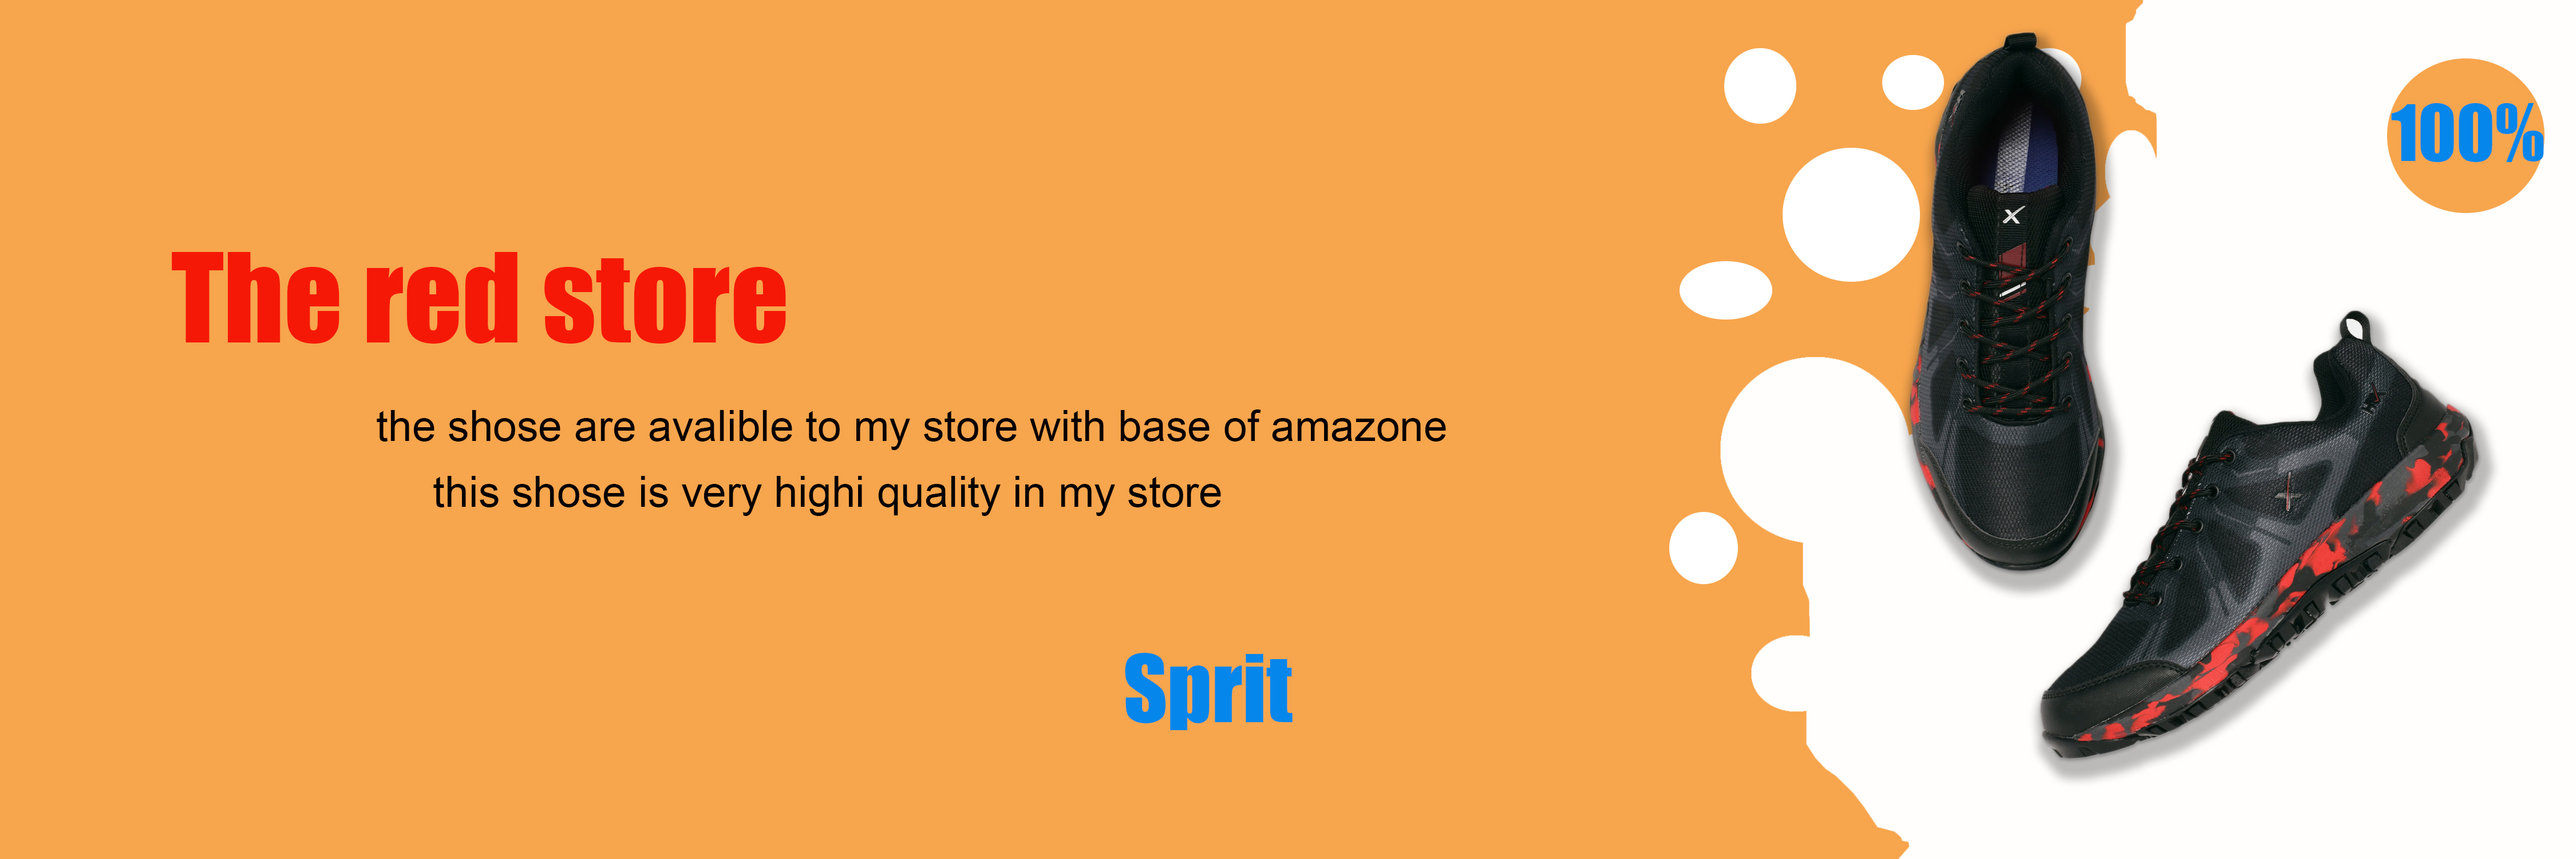 100%
The red store
the shose are avalible to my store with base of amazone
this shose is very highi quality in my store
Sprit
X